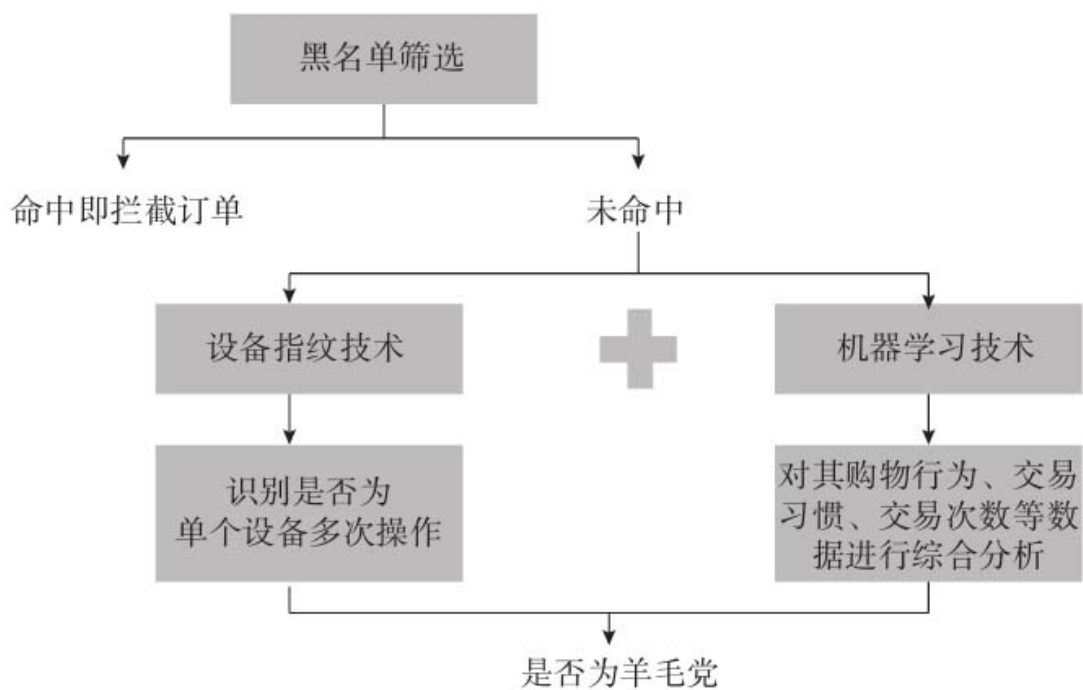 黑名单筛选
命中即拦截订单
未命中
设备指纹技术
机器学习技术
识别是否为
单个设备多次操作
对其购物行为、交易
习惯、交易次数等数
据进行综合分析
是否为羊毛党